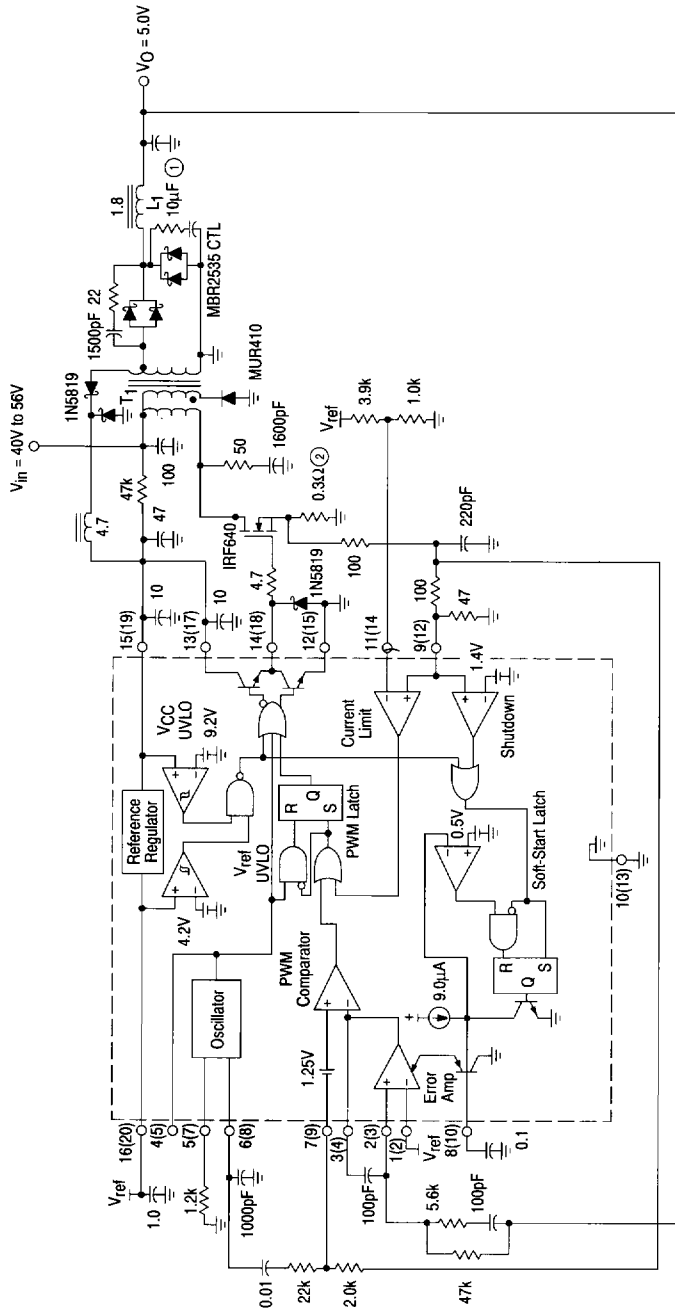 V_in = 40V to 56V
V_O = 5.0V
1.8
L1
10µF
①
1500pF
22
MBR2535 CTL
1N5819
T1
MUR410
4.7
47k
100
47
50
1600pF
10
10
IRF640
0.3Ω
②
4.7
1N5819
100
220pF
100
47
V_ref
3.9k
1.0k
15(19)
13(17)
14(18)
12(15)
11(14
9(12)
Reference
Regulator
V_CC
UVLO
9.2V
4.2V
V_ref
UVLO
Oscillator
R
Q
S
PWM Latch
PWM
Comparator
1.25V
Current
Limit
1.4V
Shutdown
0.5V
9.0µA
Error
Amp
Soft-Start Latch
R
Q
S
10(13)
16(20)
4(5)
5(7)
6(8)
7(9)
3(4)
2(3)
1(2)
8(10)
V_ref
1.0
1.2k
1000pF
0.01
22k
2.0k
100pF
V_ref
0.1
5.6k
100pF
47k